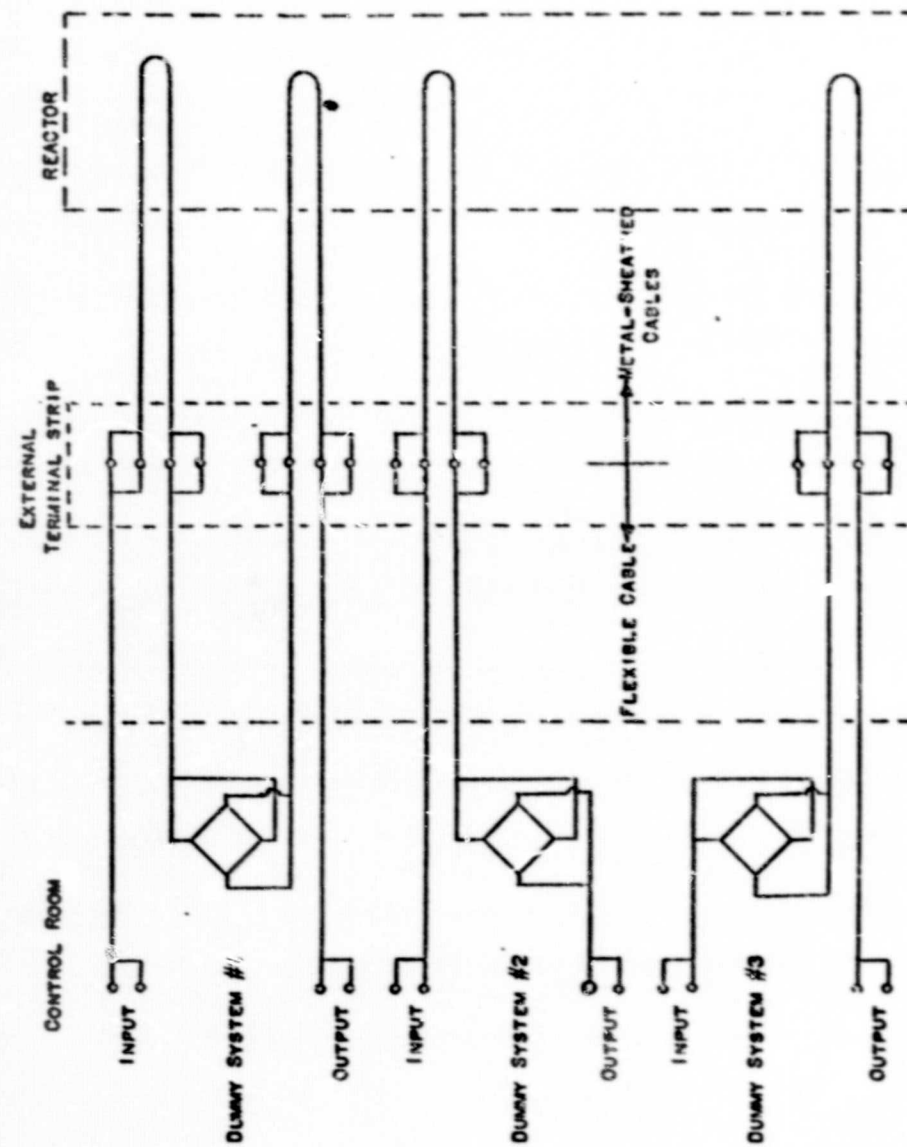 REACTOR
EXTERNAL
TERMINAL STRIP
CONTROL ROOM
METAL-SHEATHED
CABLES
FLEXIBLE CABLE
INPUT
DUMMY SYSTEM #1
OUTPUT
INPUT
DUMMY SYSTEM #2
OUTPUT
INPUT
DUMMY SYSTEM #3
OUTPUT